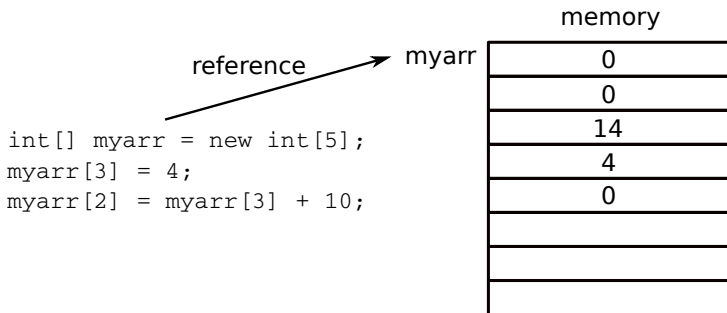 memory
reference
myarr
0
0
14
4
0
int[] myarr = new int[5];
myarr[3] = 4;
myarr[2] = myarr[3] + 10;